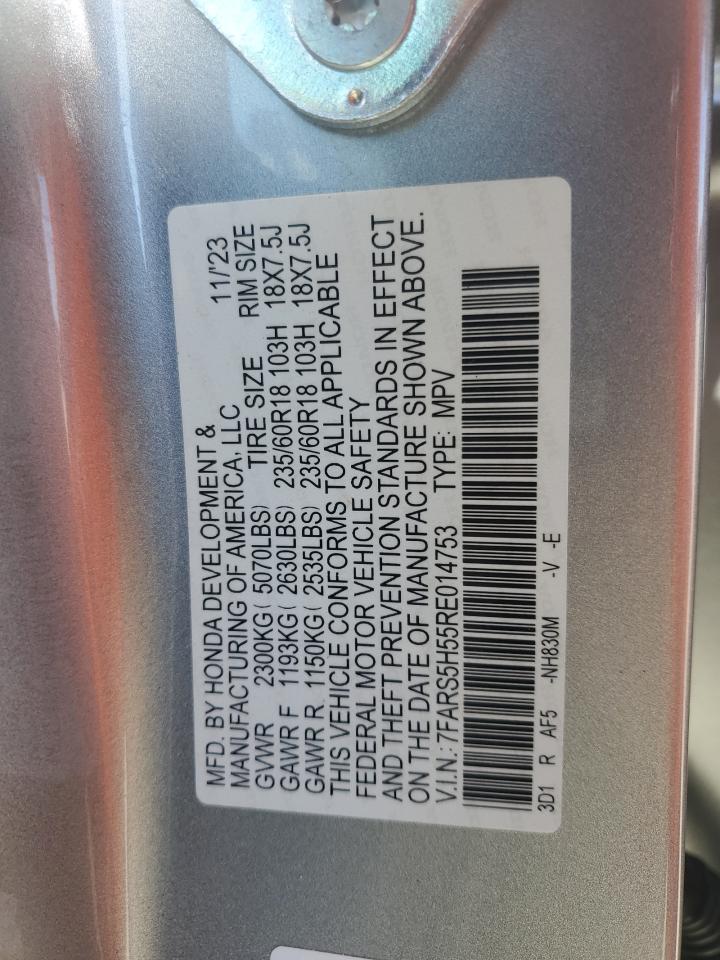 MFD. BY HONDA DEVELOPMENT &
MANUFACTURING OF AMERICA, LLC 11/'23
GVWR 2300KG( 5070LBS) TIRE SIZE RIM SIZE
GAWR F 1193KG( 2630LBS) 235/60R18 103H 18X7.5J
GAWR R 1150KG( 2535LBS) 235/60R18 103H 18X7.5J
THIS VEHICLE CONFORMS TO ALL APPLICABLE
FEDERAL MOTOR VEHICLE SAFETY
AND THEFT PREVENTION STANDARDS IN EFFECT
ON THE DATE OF MANUFACTURE SHOWN ABOVE.
V.I.N.: 7FARS5H55RE014753 TYPE: MPV
3D1 R AF5 -NH830M -V -E